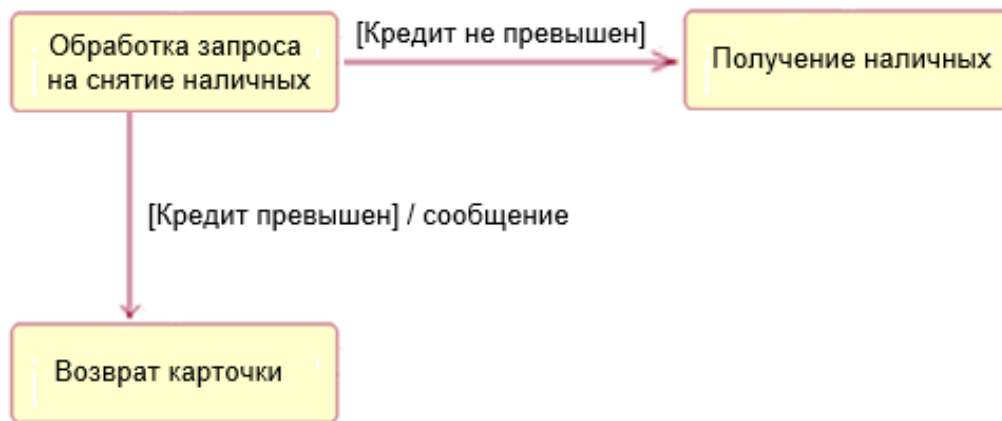 Обработка запроса
на снятие наличных
[Кредит не превышен]
Получение наличных
[Кредит превышен] / сообщение
Возврат карточки